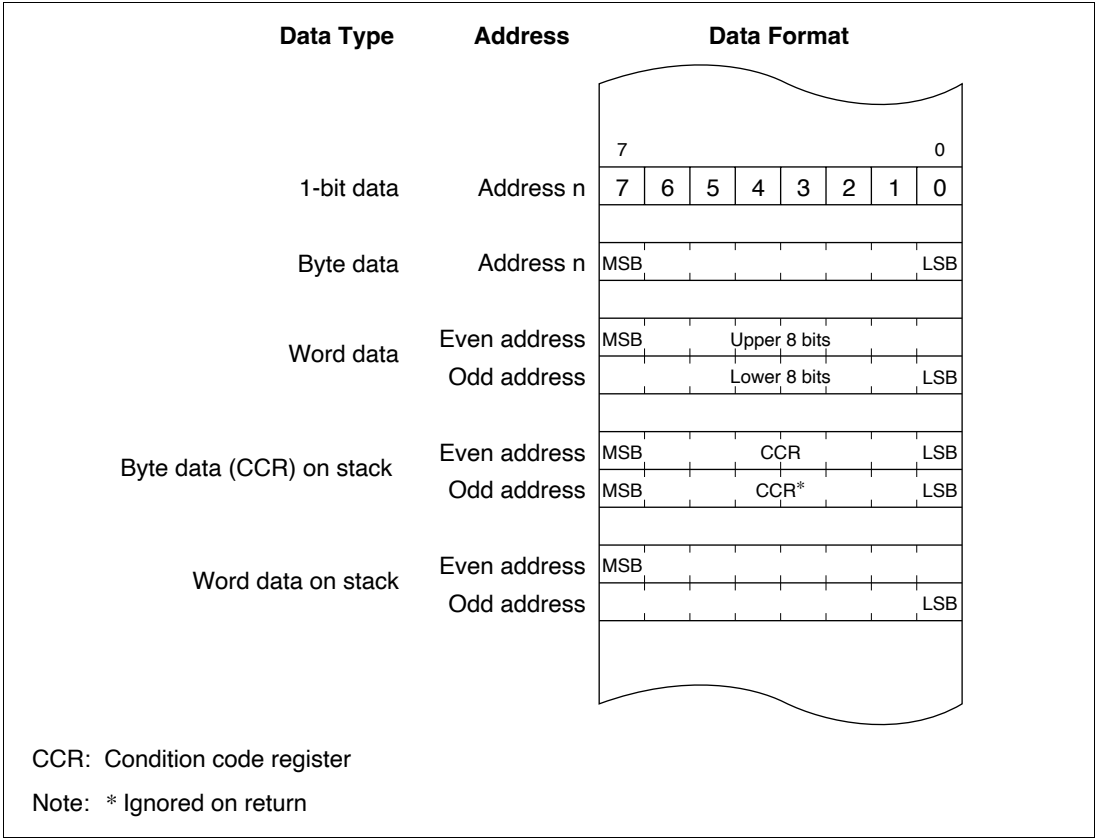 Data Type Address Data Format
7 0
1-bit data Address n 7 6 5 4 3 2 1 0
Byte data Address n MSB LSB
Word data
Even address MSB Upper 8 bits
Odd address Lower 8 bits LSB
Byte data (CCR) on stack
Even address MSB CCR LSB
Odd address MSB CCR* LSB
Word data on stack
Even address MSB
Odd address LSB
CCR: Condition code register
Note: * Ignored on return